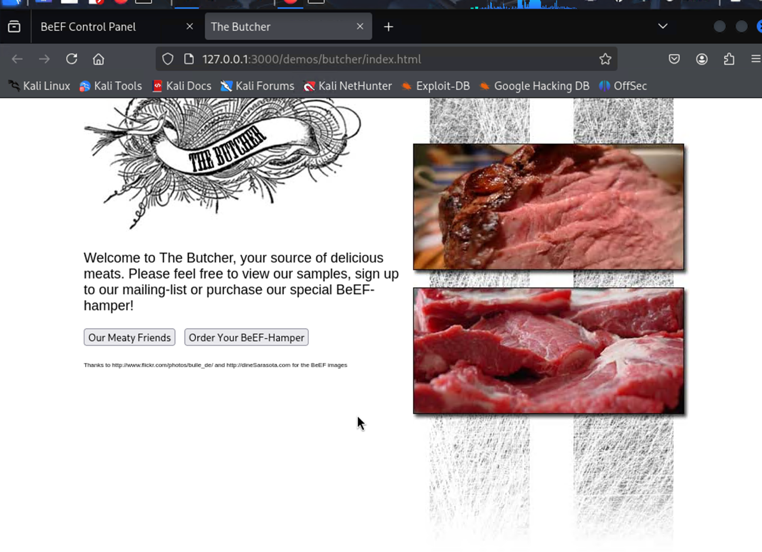 BeEF Control Panel
The Butcher
127.0.0.1:3000/demos/butcher/index.html
Kali Linux Kali Tools Kali Docs Kali Forums Kali NetHunter Exploit-DB Google Hacking DB OffSec
THE BUTCHER
Welcome to The Butcher, your source of delicious
meats. Please feel free to view our samples, sign up
to our mailing-list or purchase our special BeEF-
hamper!
Our Meaty Friends Order Your BeEF-Hamper
Thanks to http://www.flickr.com/photos/bulle_de/ and http://dineSarasota.com for the BeEF images